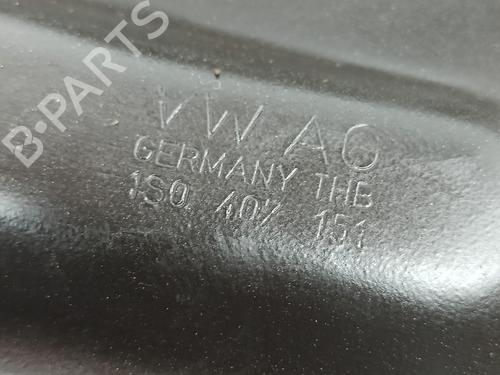 B-PARTS
VW AG
GERMANY THB
1S0 407 151